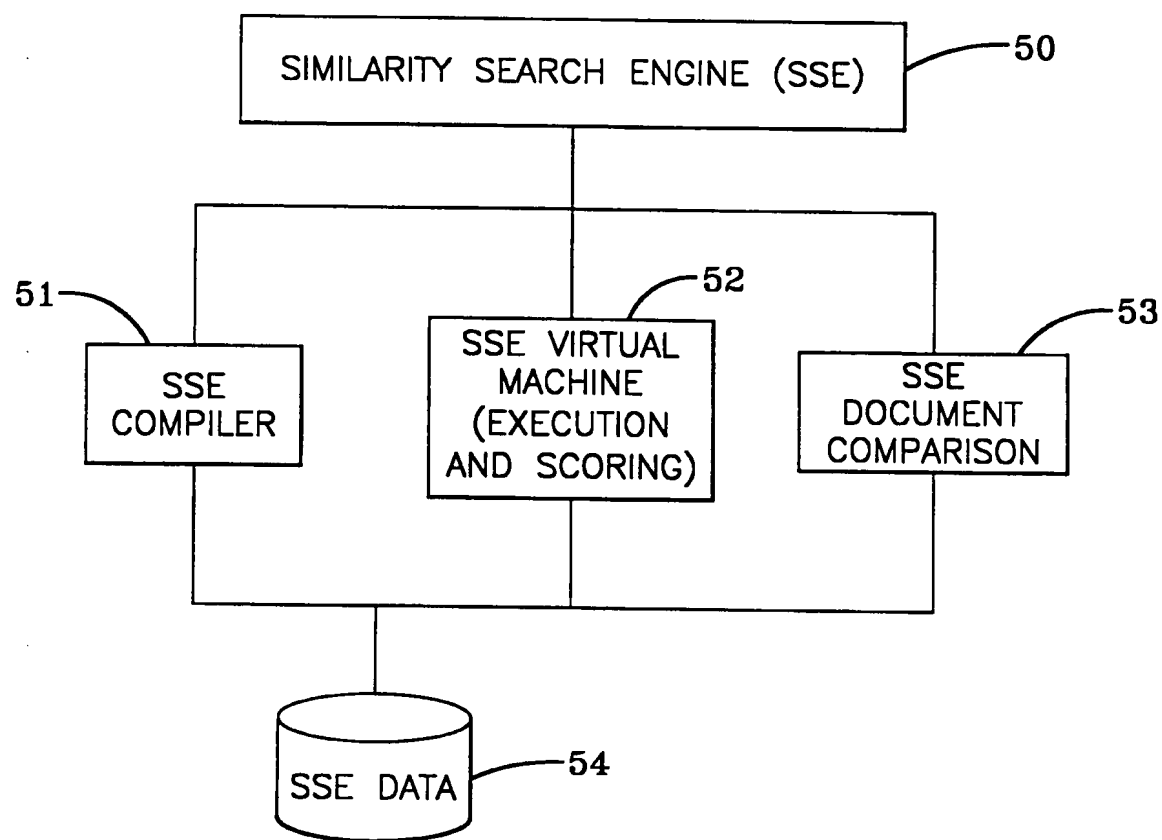 50
SIMILARITY SEARCH ENGINE (SSE)
51
52
53
SSE
COMPILER
SSE VIRTUAL
MACHINE
(EXECUTION
AND SCORING)
SSE
DOCUMENT
COMPARISON
54
SSE DATA